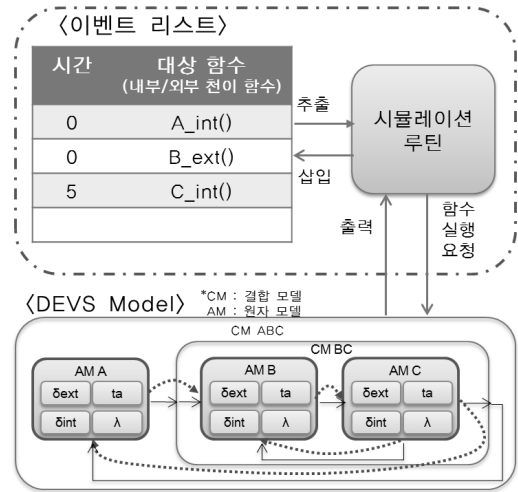 〈이벤트 리스트〉
시간 대상 함수
(내부/외부 천이 함수)
0 A_int()
0 B_ext()
5 C_int()
추출
삽입
시뮬레이션
루틴
출력
함수
실행
요청
〈DEVS Model〉
*CM : 결합 모델
AM : 원자 모델
CM ABC
CM BC
AM A
δext ta
δint λ
AM B
δext ta
δint λ
AM C
δext ta
δint λ